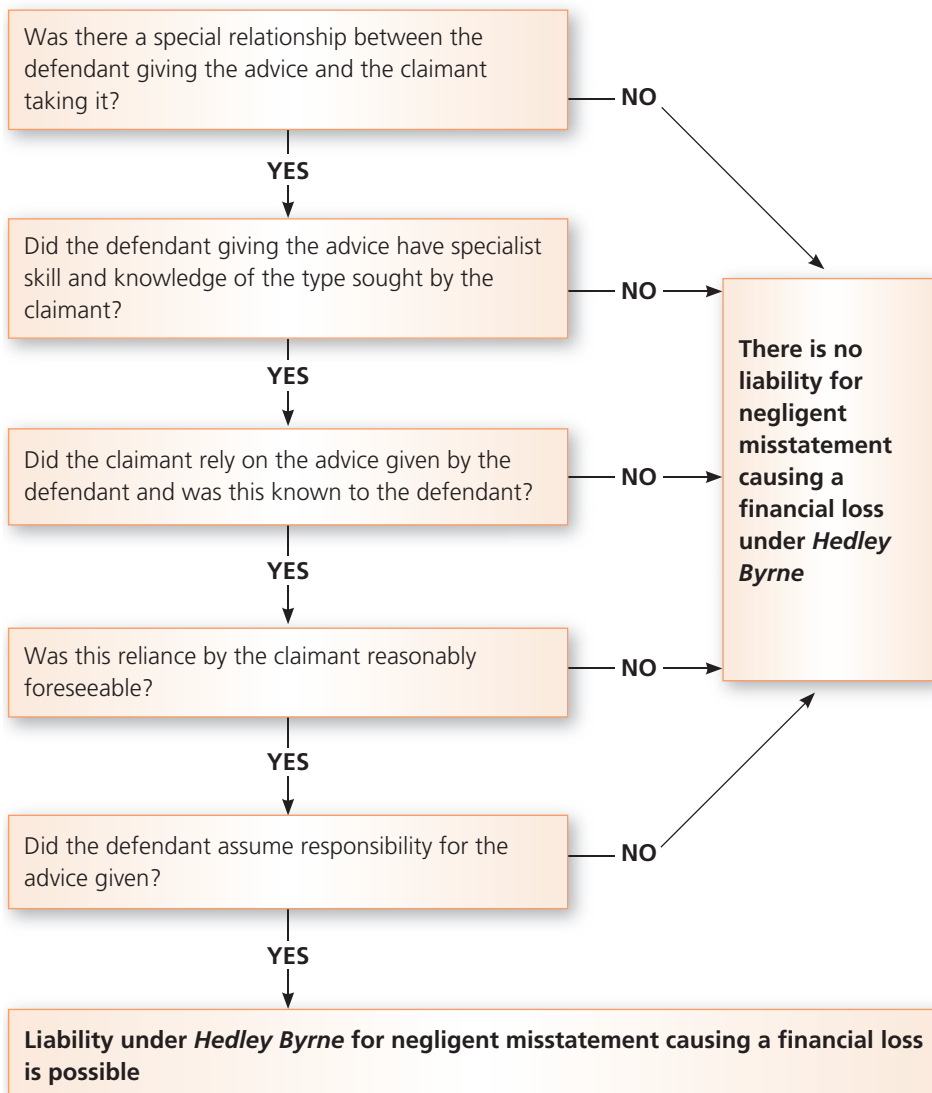 Was there a special relationship between the
defendant giving the advice and the claimant
taking it?
NO
YES
Did the defendant giving the advice have specialist
skill and knowledge of the type sought by the
claimant?
NO
YES
Did the claimant rely on the advice given by the
defendant and was this known to the defendant?
NO
YES
Was this reliance by the claimant reasonably
foreseeable?
NO
YES
Did the defendant assume responsibility for the
advice given?
NO
YES
There is no
liability for
negligent
misstatement
causing a
financial loss
under Hedley
Byrne
Liability under Hedley Byrne for negligent misstatement causing a financial loss
is possible